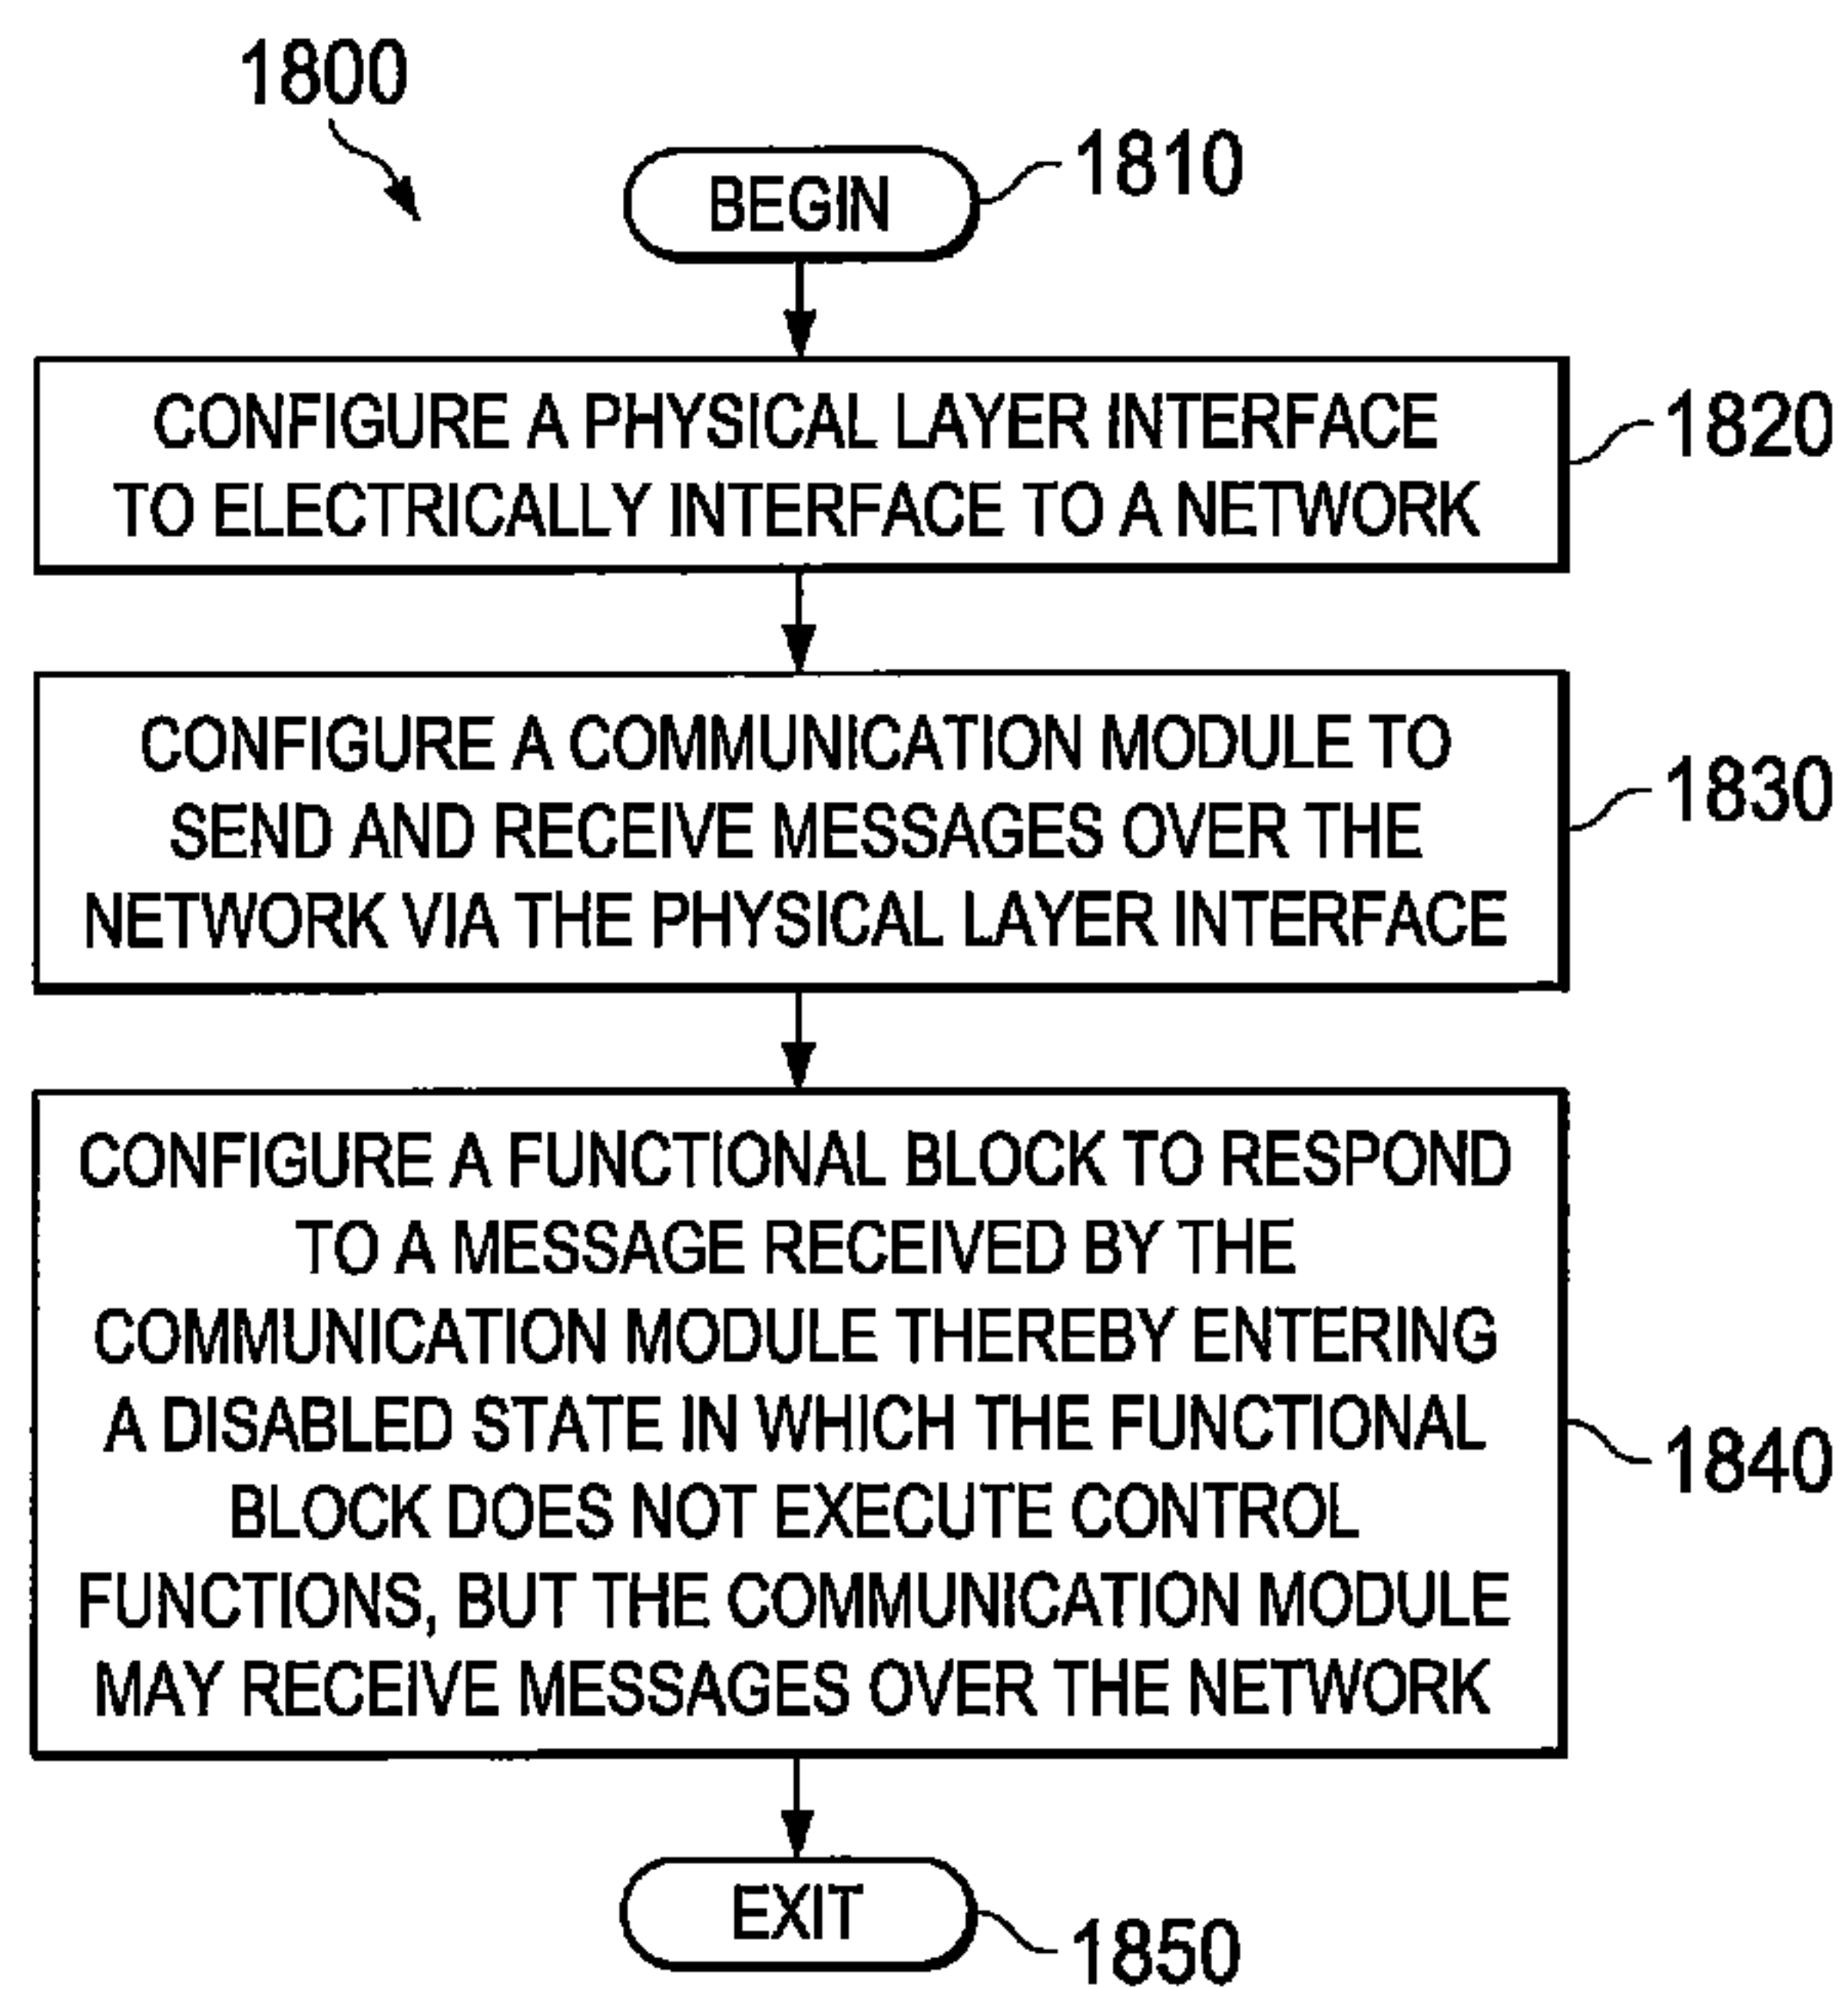 1800
BEGIN
1810
CONFIGURE A PHYSICAL LAYER INTERFACE
TO ELECTRICALLY INTERFACE TO A NETWORK
1820
CONFIGURE A COMMUNICATION MODULE TO
SEND AND RECEIVE MESSAGES OVER THE
NETWORK VIA THE PHYSICAL LAYER INTERFACE
1830
CONFIGURE A FUNCTIONAL BLOCK TO RESPOND
TO A MESSAGE RECEIVED BY THE
COMMUNICATION MODULE THEREBY ENTERING
A DISABLED STATE IN WHICH THE FUNCTIONAL
BLOCK DOES NOT EXECUTE CONTROL
FUNCTIONS, BUT THE COMMUNICATION MODULE
MAY RECEIVE MESSAGES OVER THE NETWORK
1840
EXIT
1850